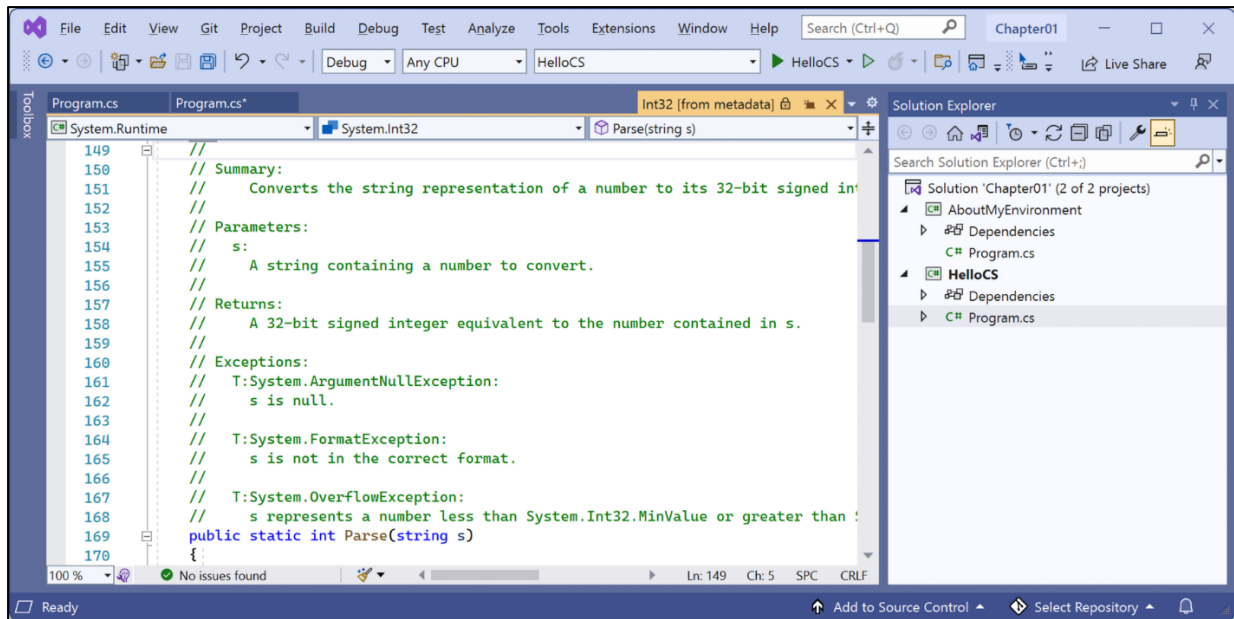 File Edit View Git Project Build Debug Test Analyze Tools Extensions Window Help Search (Ctrl+Q) Chapter01
Debug Any CPU HelloCS HelloCS Live Share
Toolbox
Program.cs Program.cs* Int32 [from metadata]
System.Runtime System.Int32 Parse(string s)
149 //
150 // Summary:
151 // Converts the string representation of a number to its 32-bit signed int
152 //
153 // Parameters:
154 // s:
155 // A string containing a number to convert.
156 //
157 // Returns:
158 // A 32-bit signed integer equivalent to the number contained in s.
159 //
160 // Exceptions:
161 // T:System.ArgumentNullException:
162 // s is null.
163 //
164 // T:System.FormatException:
165 // s is not in the correct format.
166 //
167 // T:System.OverflowException:
168 // s represents a number less than System.Int32.MinValue or greater than
169 public static int Parse(string s)
170 {
100 % No issues found Ln: 149 Ch: 5 SPC CRLF
Solution Explorer
Search Solution Explorer (Ctrl+;)
Solution 'Chapter01' (2 of 2 projects)
C# AboutMyEnvironment
Dependencies
C# Program.cs
C# HelloCS
Dependencies
C# Program.cs
Ready Add to Source Control Select Repository